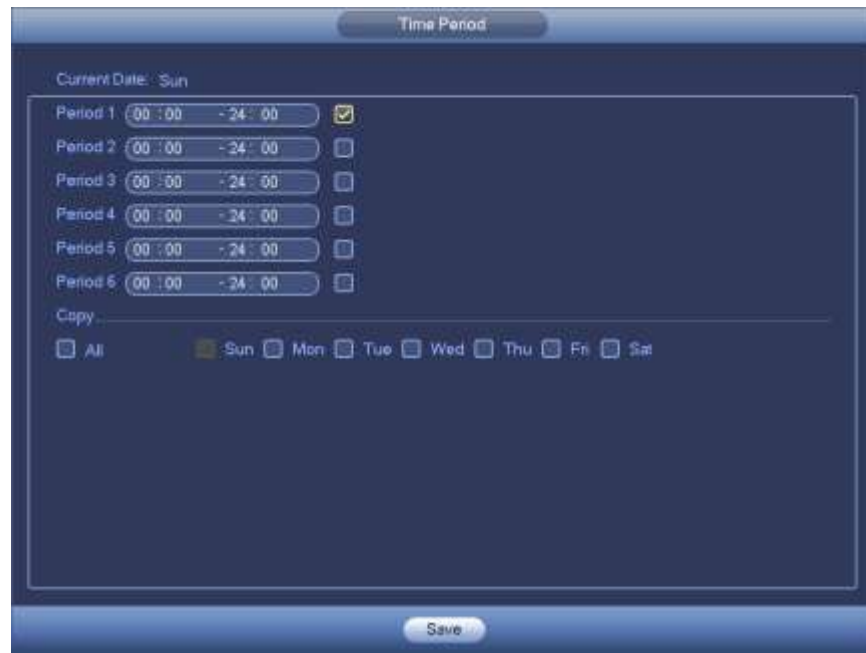 Time Period
Current Date: Sun
Period 1 00 : 00 - 24 : 00
Period 2 00 : 00 - 24 : 00
Period 3 00 : 00 - 24 : 00
Period 4 00 : 00 - 24 : 00
Period 5 00 : 00 - 24 : 00
Period 6 00 : 00 - 24 : 00
Copy
All Sun Mon Tue Wed Thu Fri Sat
Save